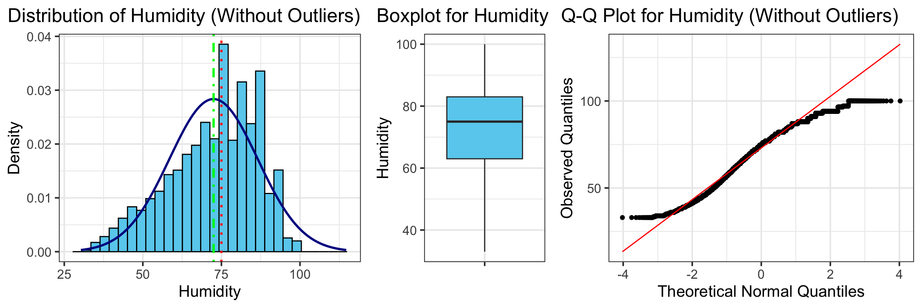 Distribution of Humidity (Without Outliers)
Density
0.04
0.03
0.02
0.01
0.00
25
50
75
100
Humidity
Boxplot for Humidity
Humidity
100
80
60
40
Q-Q Plot for Humidity (Without Outliers)
Observed Quantiles
100
50
-4
-2
0
2
4
Theoretical Normal Quantiles